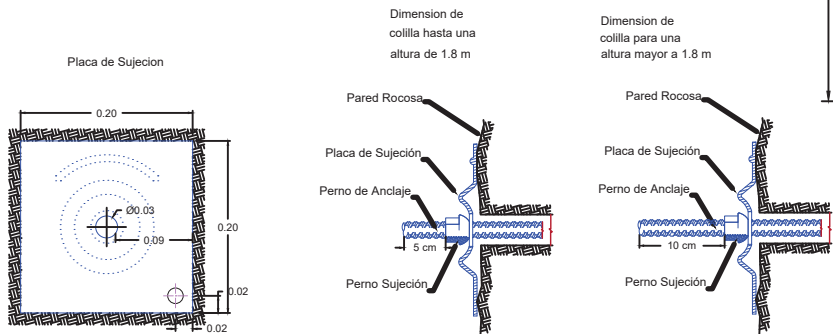 Placa de Sujecion
0.20
Ø0.03
0.09
0.20
0.02
0.02
Dimension de
colilla hasta una
altura de 1.8 m
Pared Rocosa
Placa de Sujeción
Perno de Anclaje
5 cm
Perno Sujeción
Dimension de
colilla para una
altura mayor a 1.8 m
Pared Rocosa
Placa de Sujeción
Perno de Anclaje
10 cm
Perno Sujeción